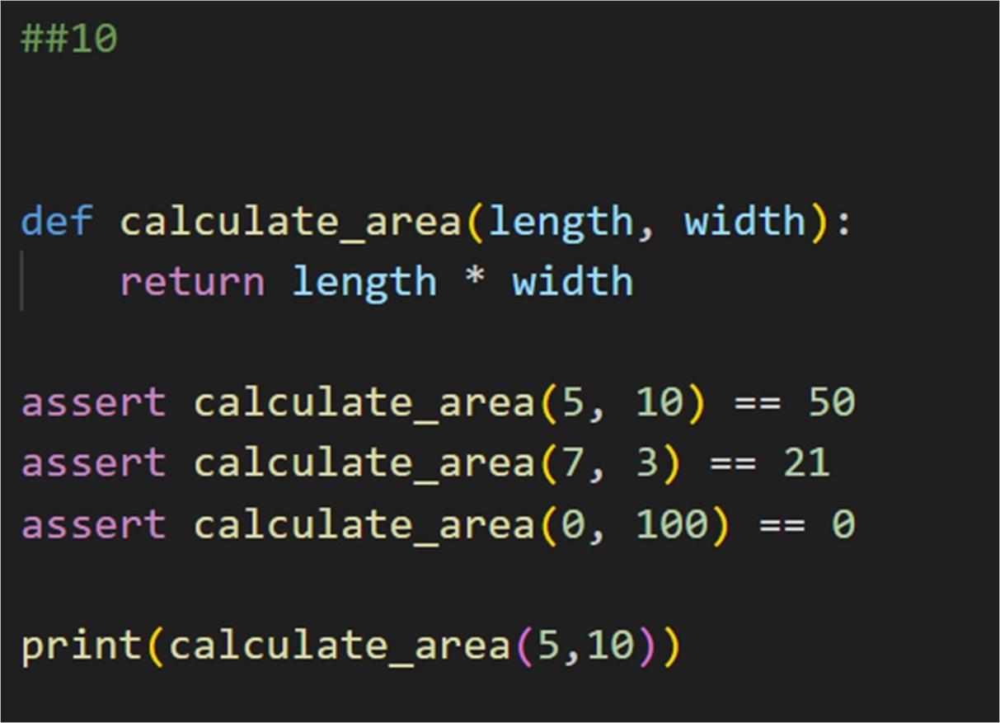 ##10
def calculate_area(length, width):
    return length * width
assert calculate_area(5, 10) == 50
assert calculate_area(7, 3) == 21
assert calculate_area(0, 100) == 0
print(calculate_area(5,10))